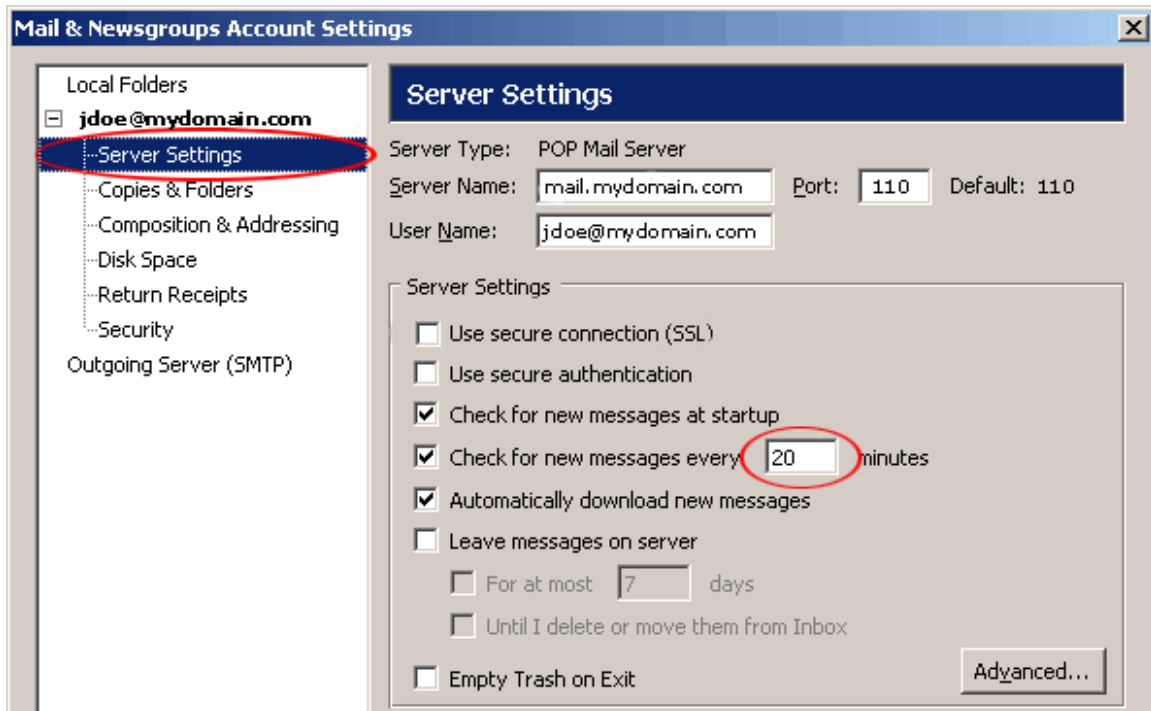 Mail & Newsgroups Account Settings
Local Folders
jdoe@mydomain.com
Server Settings
Copies & Folders
Composition & Addressing
Disk Space
Return Receipts
Security
Outgoing Server (SMTP)
Server Settings
Server Type: POP Mail Server
Server Name: mail.mydomain.com Port: 110 Default: 110
User Name: jdoe@mydomain.com
Server Settings
Use secure connection (SSL)
Use secure authentication
Check for new messages at startup
Check for new messages every 20 minutes
Automatically download new messages
Leave messages on server
For at most 7 days
Until I delete or move them from Inbox
Empty Trash on Exit
Advanced...